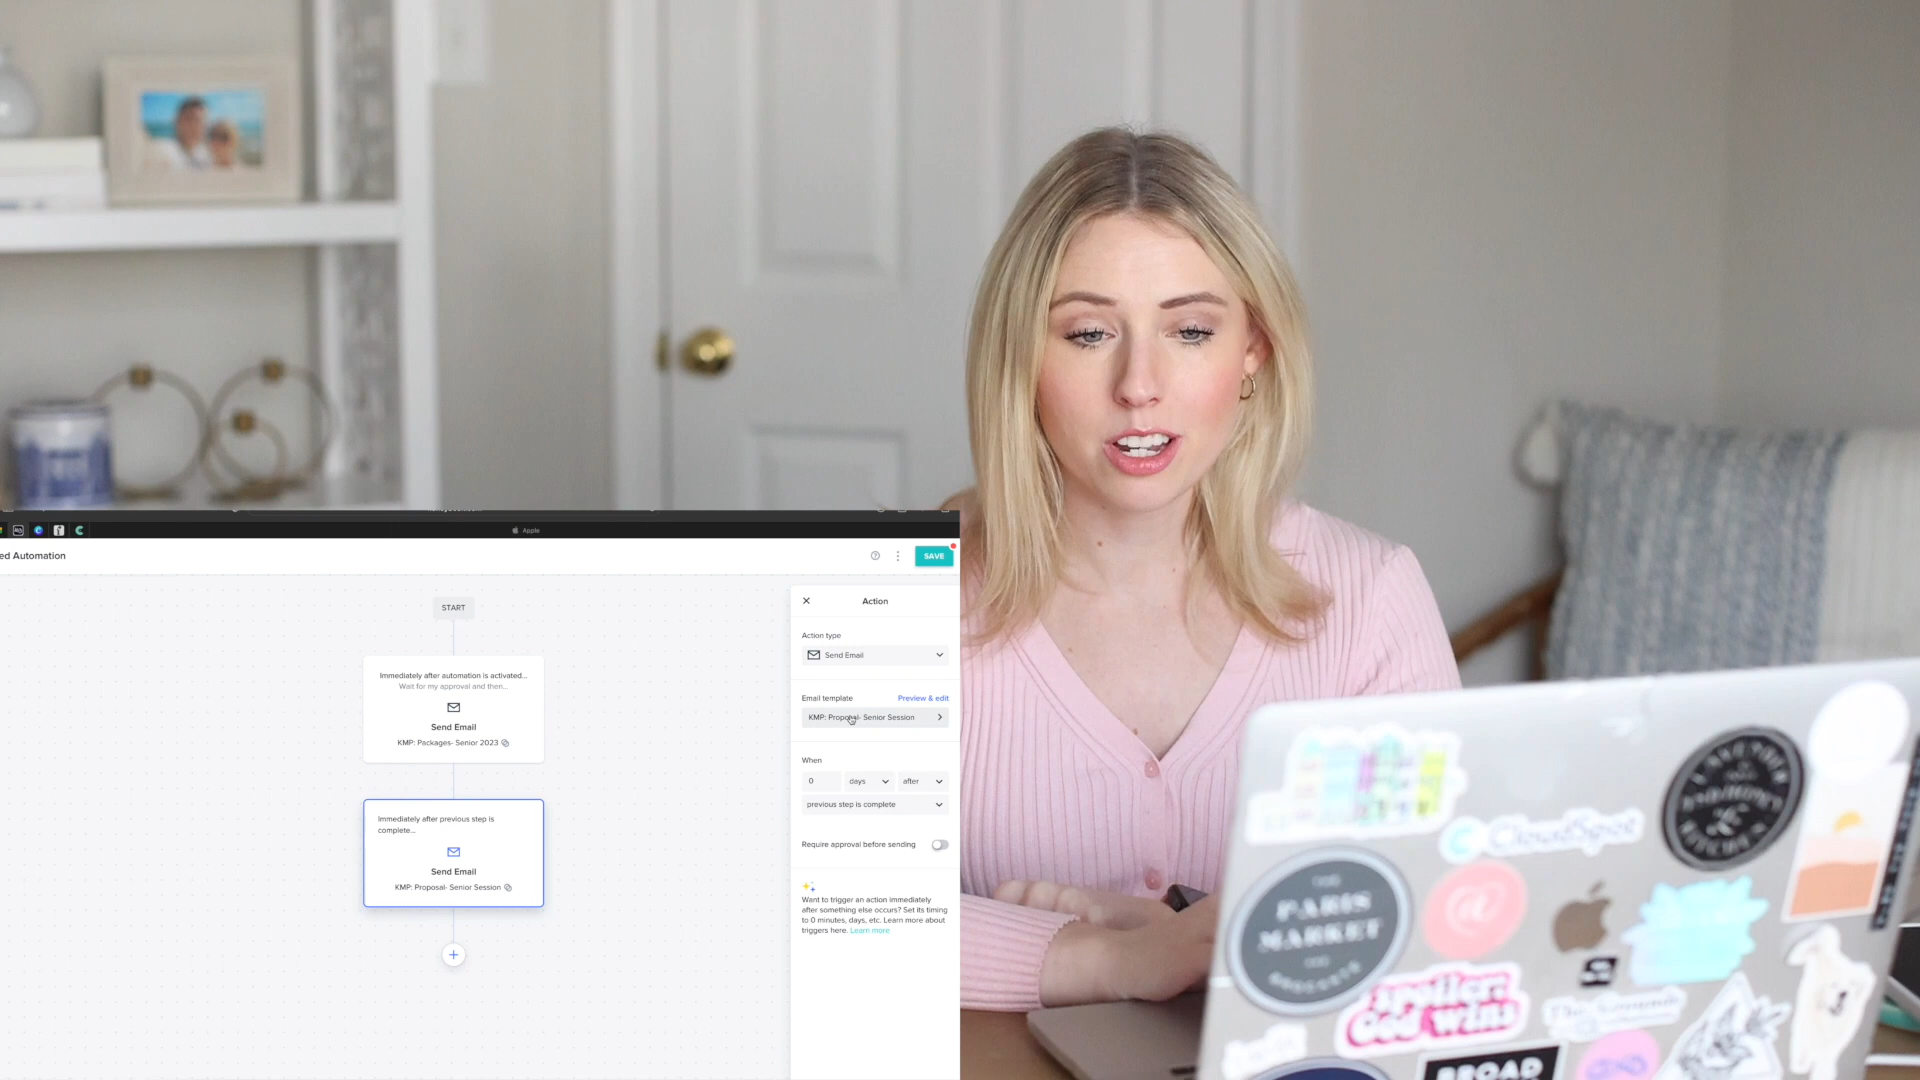 Apple
ed Automation
SAVE
START
Immediately after automation is activated...
Wait for my approval and then...
Send Email
KMP: Packages- Senior 2023
Immediately after previous step is
complete...
Send Email
KMP: Proposal- Senior Session
Action
Action type
Send Email
Email template
Preview & edit
KMP: Proposal- Senior Session
When
0
days
after
previous step is complete
Require approval before sending
Want to trigger an action immediately
after something else occurs? Set its timing
to 0 minutes, days, etc. Learn more about
triggers here. Learn more
CloudSpot
PARIS
MARKET
@
spoiler:
God wins
BROAD